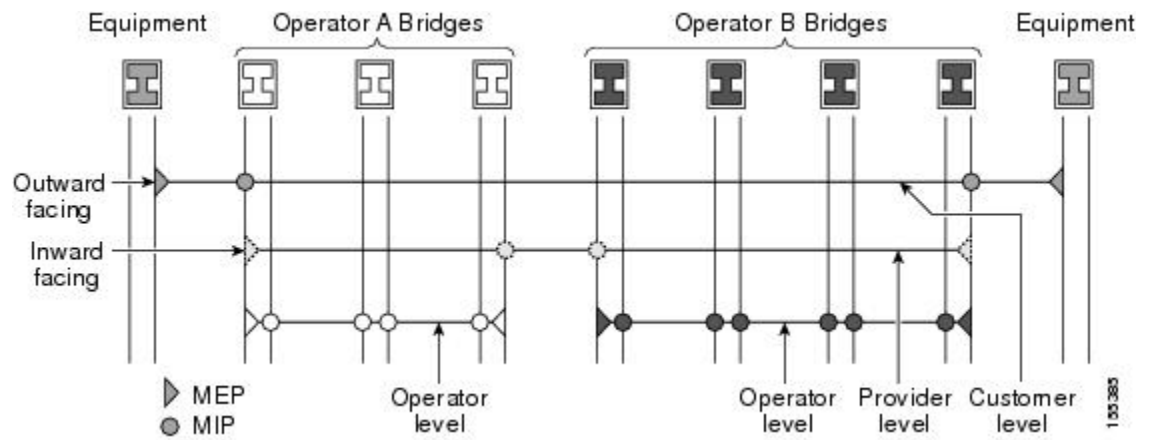 Equipment
Operator A Bridges
Operator B Bridges
Equipment
Outward
facing
Inward
facing
MEP
MIP
Operator
level
Operator
level
Provider
level
Customer
level
155385